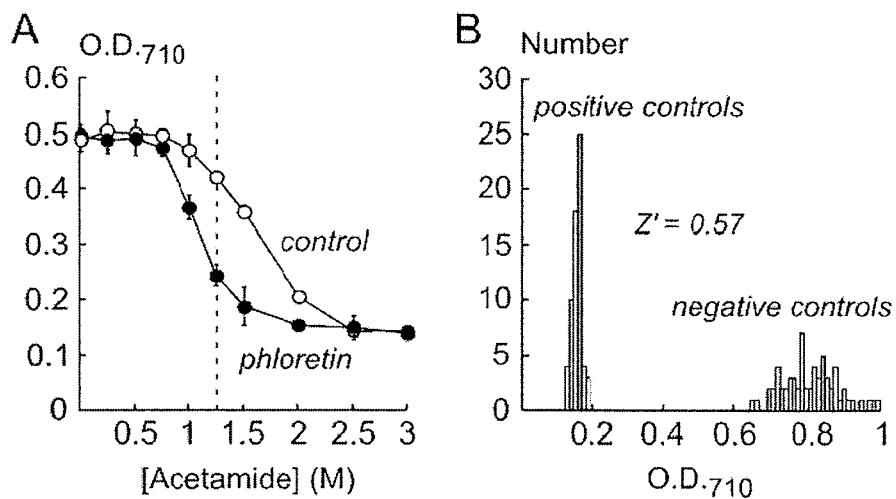 A
O.D.710
0.6
0.5
0.4
0.3
0.2
0.1
0
control
phloretin
0.5 1 1.5 2 2.5 3
[Acetamide] (M)
B
Number
30
25
20
15
10
5
0
positive controls
Z' = 0.57
negative controls
0.2 0.4 0.6 0.8 1
O.D.710